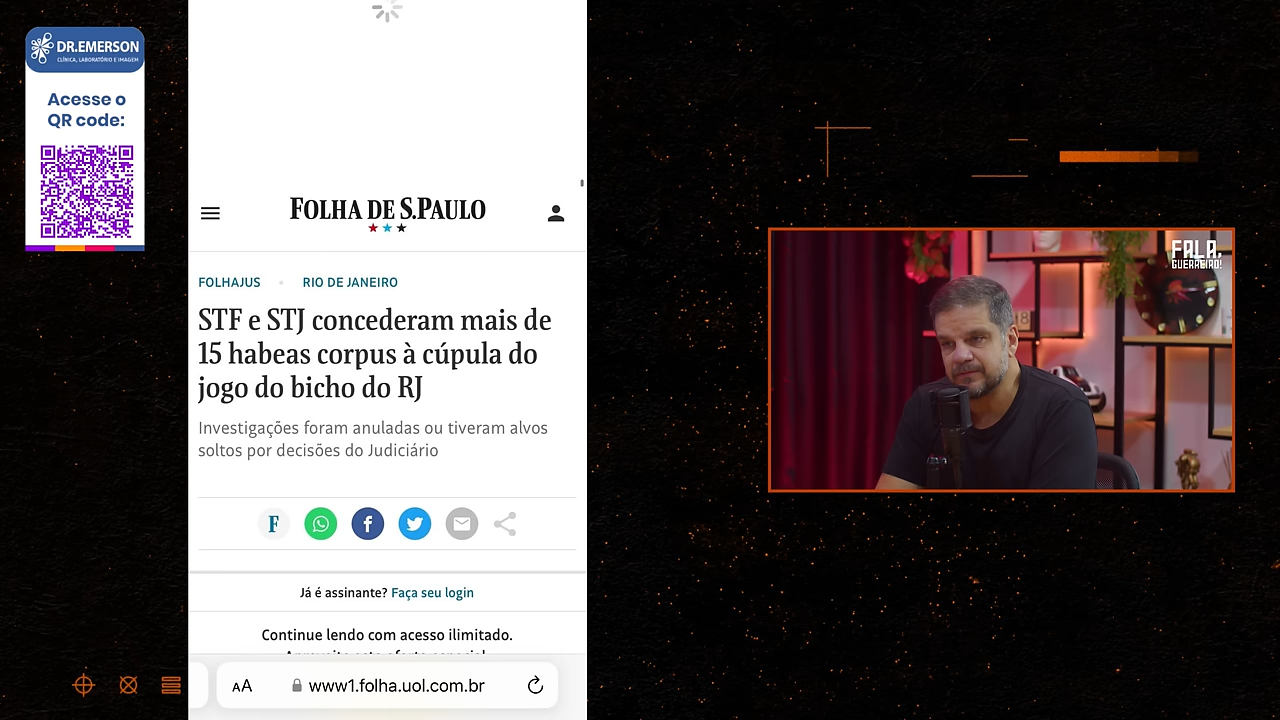 DR.EMERSON
CLÍNICA, LABORATÓRIO E IMAGEM
Acesse o
QR code:
FOLHA DE S.PAULO
FOLHAJUS • RIO DE JANEIRO
STF e STJ concederam mais de
15 habeas corpus à cúpula do
jogo do bicho do RJ
Investigações foram anuladas ou tiveram alvos
soltos por decisões do Judiciário
F
Já é assinante? Faça seu login
Continue lendo com acesso ilimitado.
AA www1.folha.uol.com.br
FALA,
GUERREIRO!
18